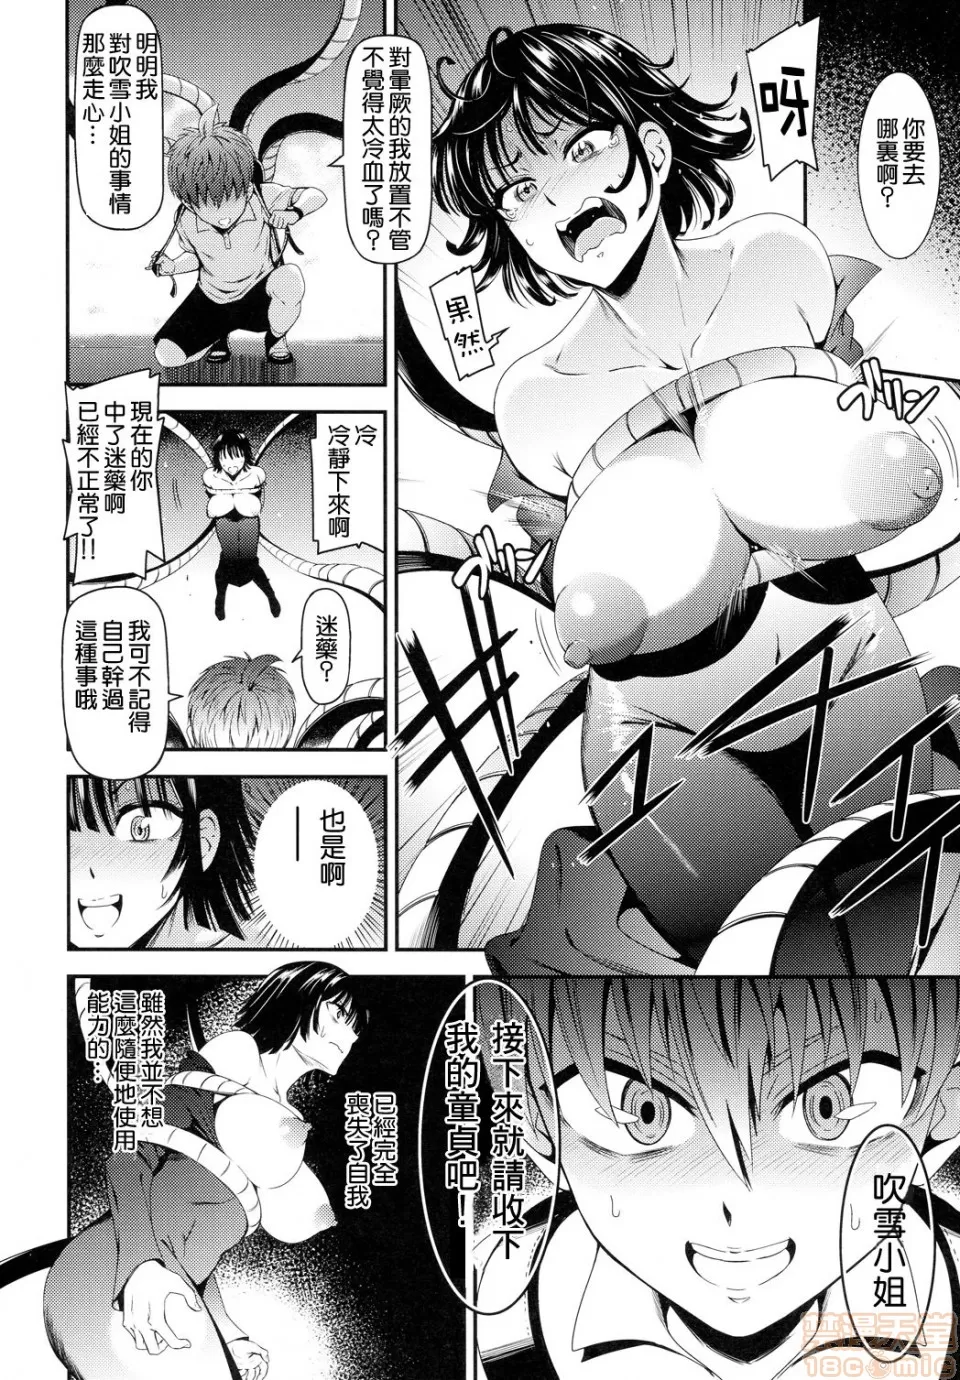 你要去
哪裏啊？
呀
果然
對暈厥的我放置不管
不覺得太冷血了嗎？
明明我
對吹雪小姐的事情
那麼走心…
冷
冷靜下來啊
現在的你
中了迷藥啊
已經不正常了!!
迷藥？
我可不記得
自己幹過
這種事哦
也是啊
—
吹雪小姐
接下來就請收下
我的童貞吧！
已經完全
喪失了自我
雖然我並不想
這麼隨便地使用
能力的…
禁漫天堂
18comic